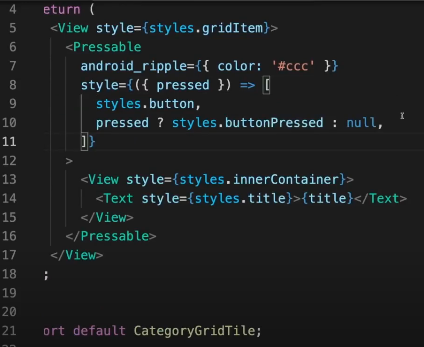 4 eturn (
5 <View style={styles.gridItem}>
6 <Pressable
7 android_ripple={{ color: '#ccc' }}
8 style={({ pressed }) => [
9 styles.button,
10 pressed ? styles.buttonPressed : null,
11 ]}
12 >
13 <View style={styles.innerContainer}>
14 <Text style={styles.title}>{title}</Text>
15 </View>
16 </Pressable>
17 </View>
18 ;
19
20
21 ort default CategoryGridTile;